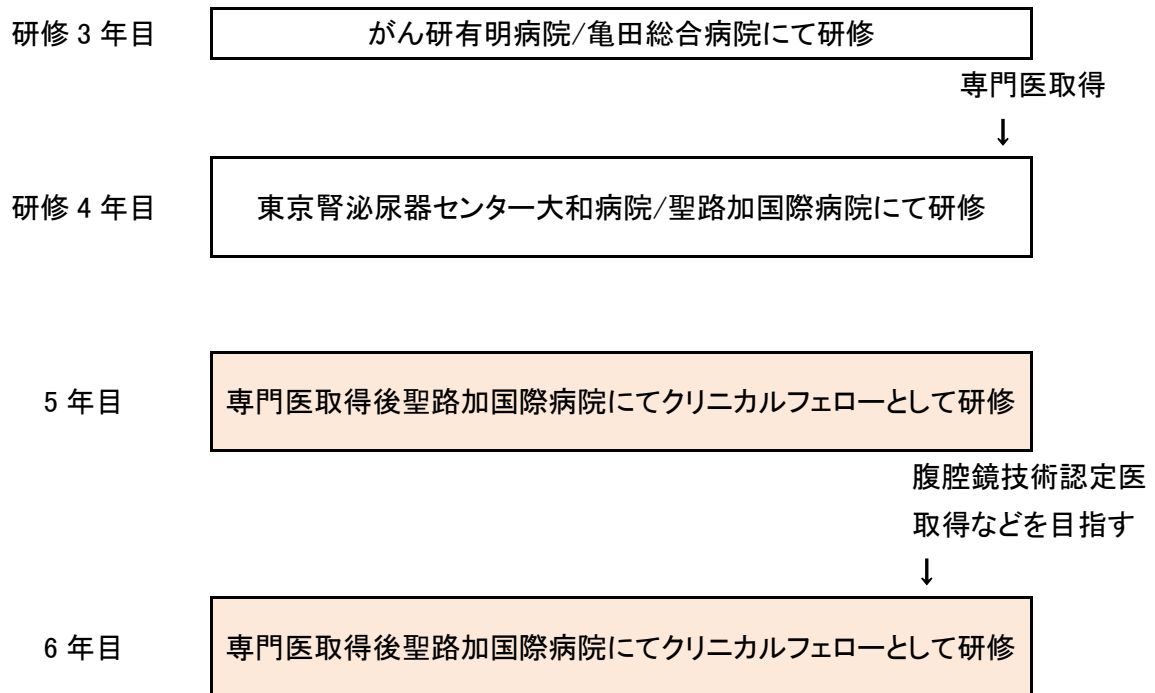 研修 3 年目
がん研有明病院/亀田総合病院にて研修
専門医取得
↓
研修 4 年目
東京腎泌尿器センター大和病院/聖路加国際病院にて研修
5 年目
専門医取得後聖路加国際病院にてクリニカルフェローとして研修
腹腔鏡技術認定医
取得などを目指す
↓
6 年目
専門医取得後聖路加国際病院にてクリニカルフェローとして研修